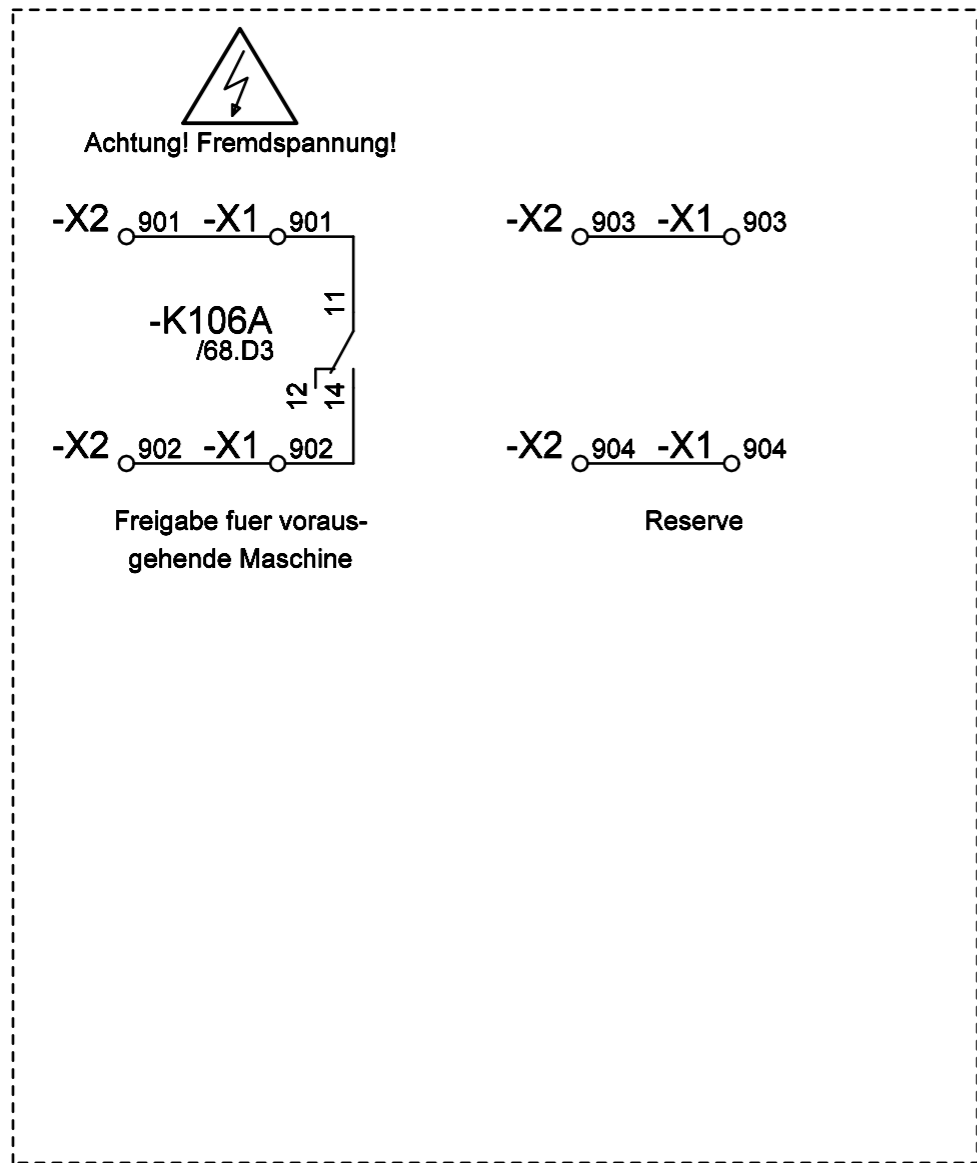 Achtung! Fremdspannung!
-X2 901 -X1 901
-X2 903 -X1 903
11
-K106A
/68.D3
12
14
-X2 902 -X1 902
-X2 904 -X1 904
Freigabe fuer voraus-
gehende Maschine
Reserve